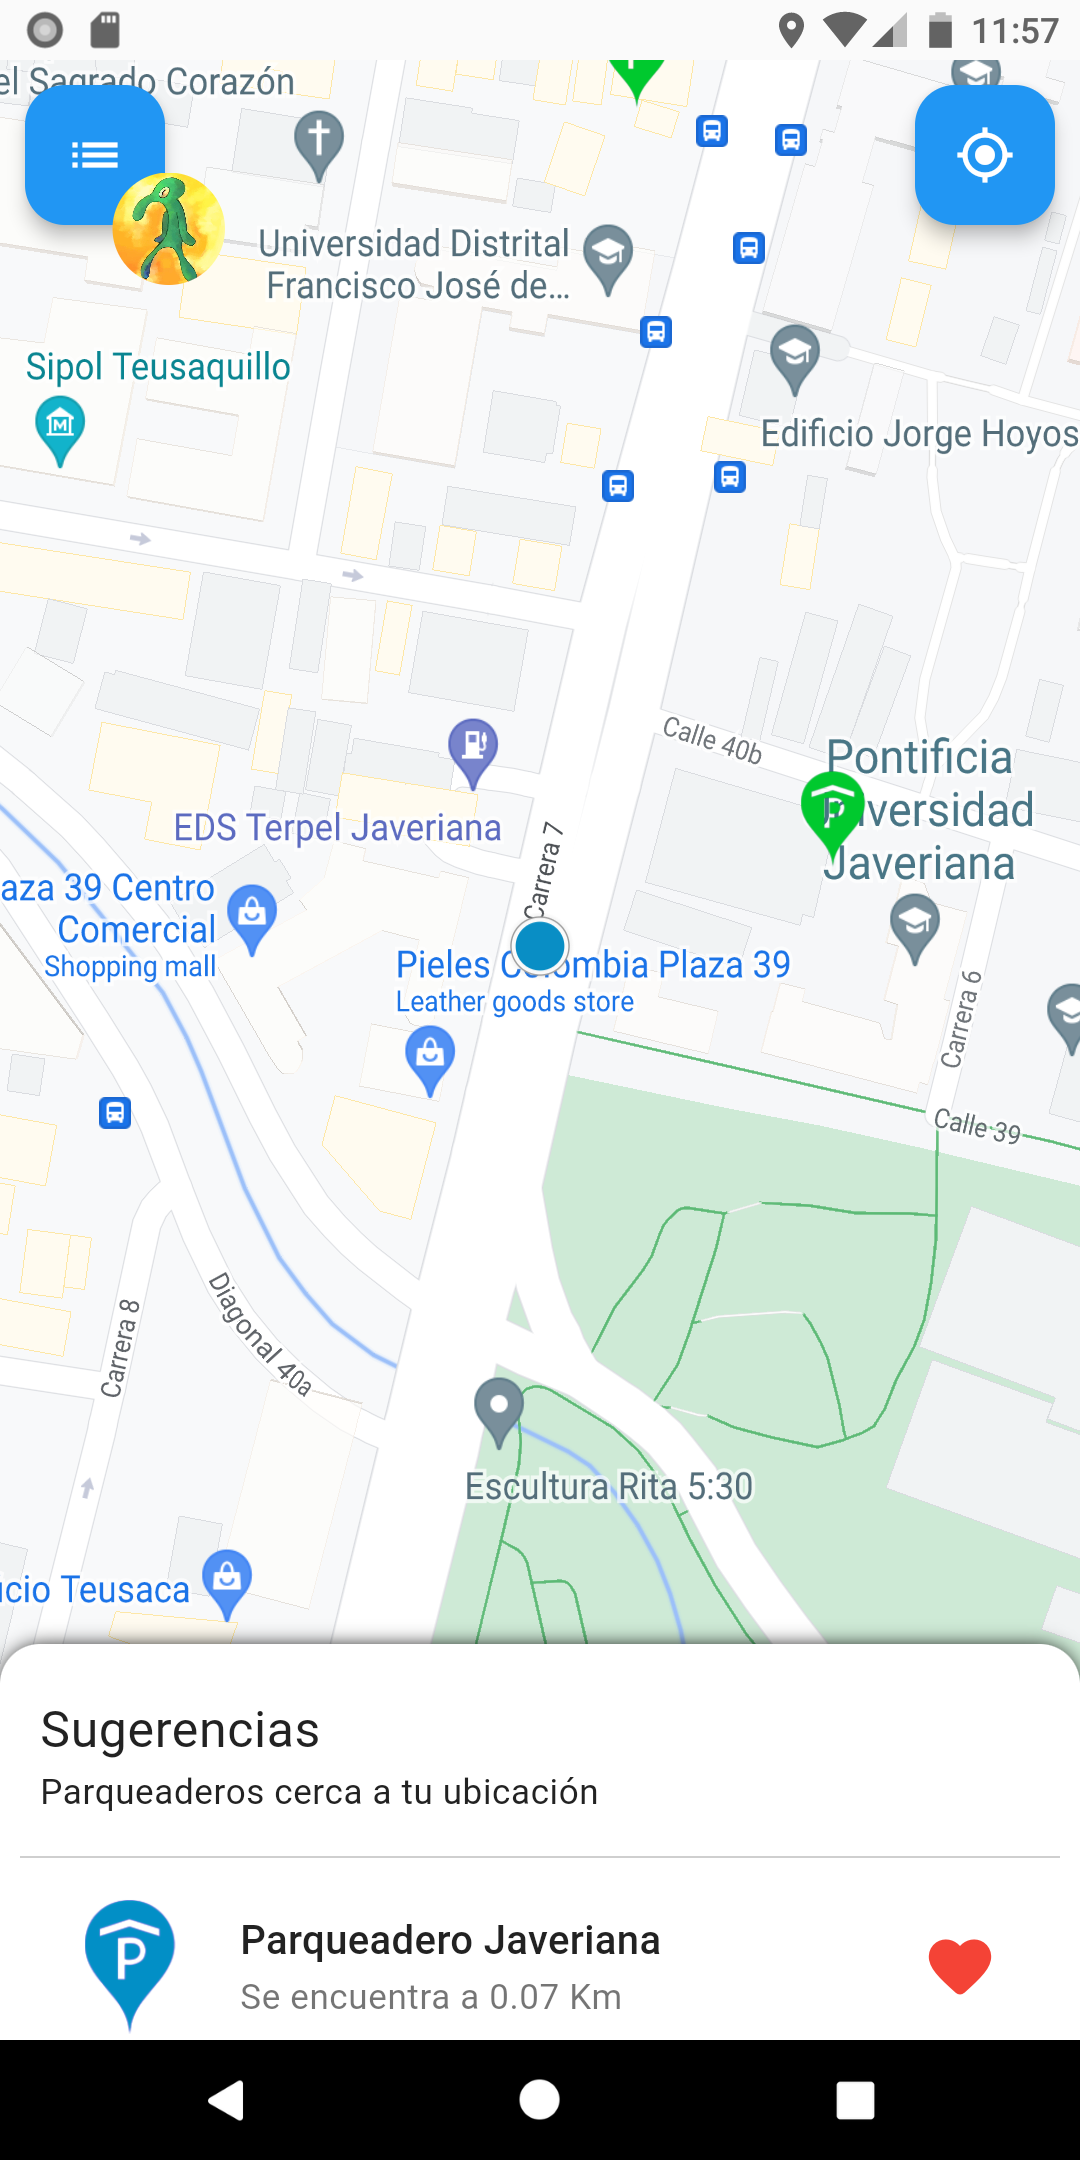 11:57
el Sagrado Corazón
Universidad Distrital
Francisco José de...
Sipol Teusaquillo
Edificio Jorge Hoyos
Calle 40b
Pontificia
Javeriana
EDS Terpel Javeriana
Carrera 7
aza 39 Centro
Comercial
Shopping mall
Pieles Colombia Plaza 39
Leather goods store
Carrera 6
Calle 39
Diagonal 40a
Carrera 8
Escultura Rita 5:30
icio Teusaca
Sugerencias
Parqueaderos cerca a tu ubicación
P
Parqueadero Javeriana
Se encuentra a 0.07 Km